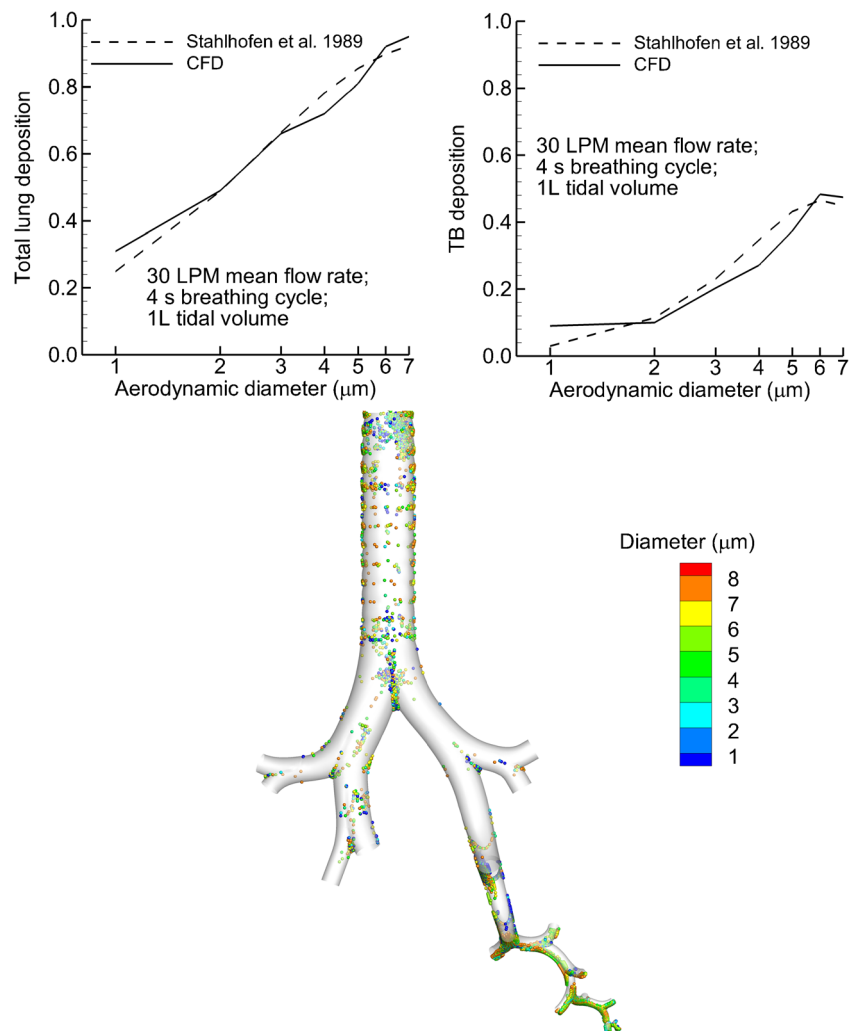 Total lung deposition
1.0
0.8
0.6
0.4
0.2
0.0
Stahlhofen et al. 1989
CFD
30 LPM mean flow rate;
4 s breathing cycle;
1L tidal volume
1 2 3 4 5 6 7
Aerodynamic diameter (μm)
TB deposition
1.0
0.8
0.6
0.4
0.2
0.0
Stahlhofen et al. 1989
CFD
30 LPM mean flow rate;
4 s breathing cycle;
1L tidal volume
1 2 3 4 5 6 7
Aerodynamic diameter (μm)
Diameter (μm)
8
7
6
5
4
3
2
1